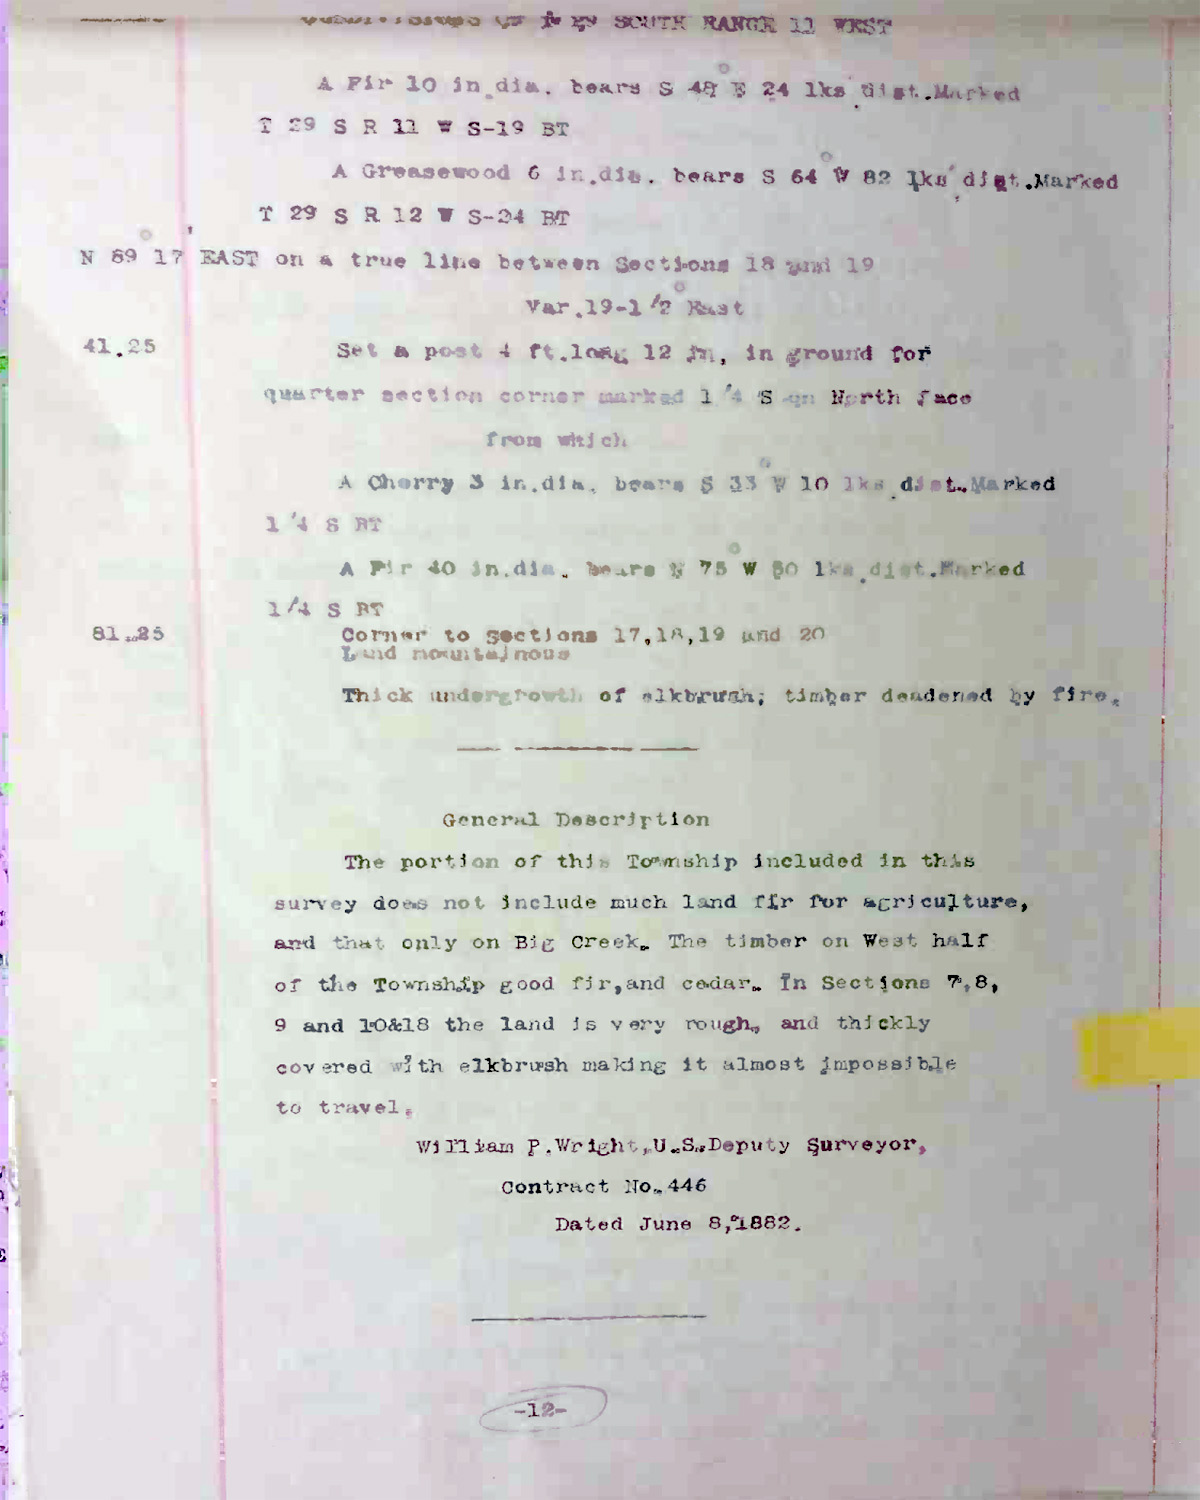 SOUTH RANGE 11 WEST
A Fir 10 in.dia. bears S 48° E 24 lks dist.Marked
T 29 S R 11 W S-19 BT
A Greasewood 6 in.dia. bears S 64° W 82 lks dist.Marked
T 29 S R 12 W S-24 BT
N 89° 17' EAST on a true line between Sections 18 and 19
Var.19-1/2° East
41.25 Set a post 4 ft.long 12 in, in ground for
quarter section corner marked 1/4 S on North face
from which
A Cherry 3 in.dia. bears S 33° W 10 lks dist.Marked
1/4 S BT
A Fir 40 in.dia. bears N 75° W lks dist.Marked
1/4 S BT
81.25 Corner to sections 17,18,19 and 20
Land mountainous
Thick undergrowth of elkbrush; timber deadened by fire.
General Description
The portion of this Township included in this
survey does not include much land fir for agriculture,
and that only on Big Creek. The timber on West half
of the Township good fir,and cedar. In Sections 7,8,
9 and 10&18 the land is very rough, and thickly
covered with elkbrush making it almost impossible
to travel.
William P.Wright,U.S.Deputy Surveyor,
Contract No.446
Dated June 8,1882.
-12-